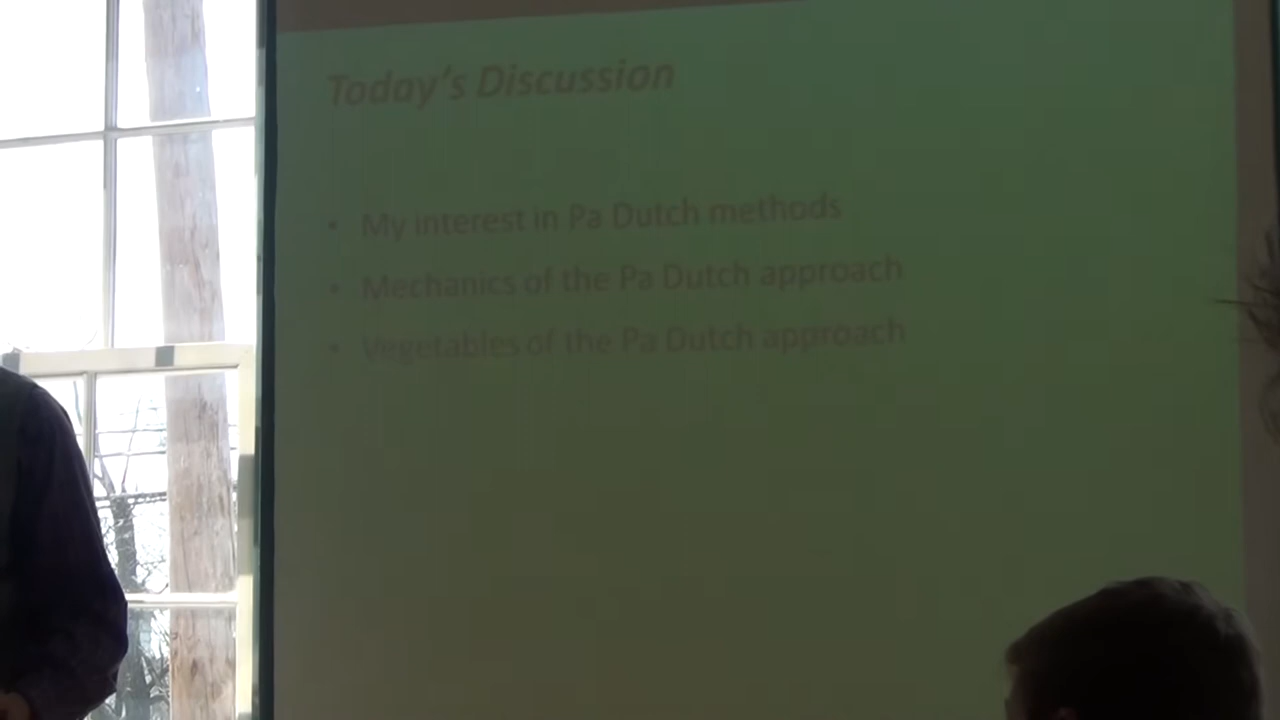 Today's Discussion
• My interest in Pa Dutch methods
• Mechanics of the Pa Dutch approach
• Vegetables of the Pa Dutch approach